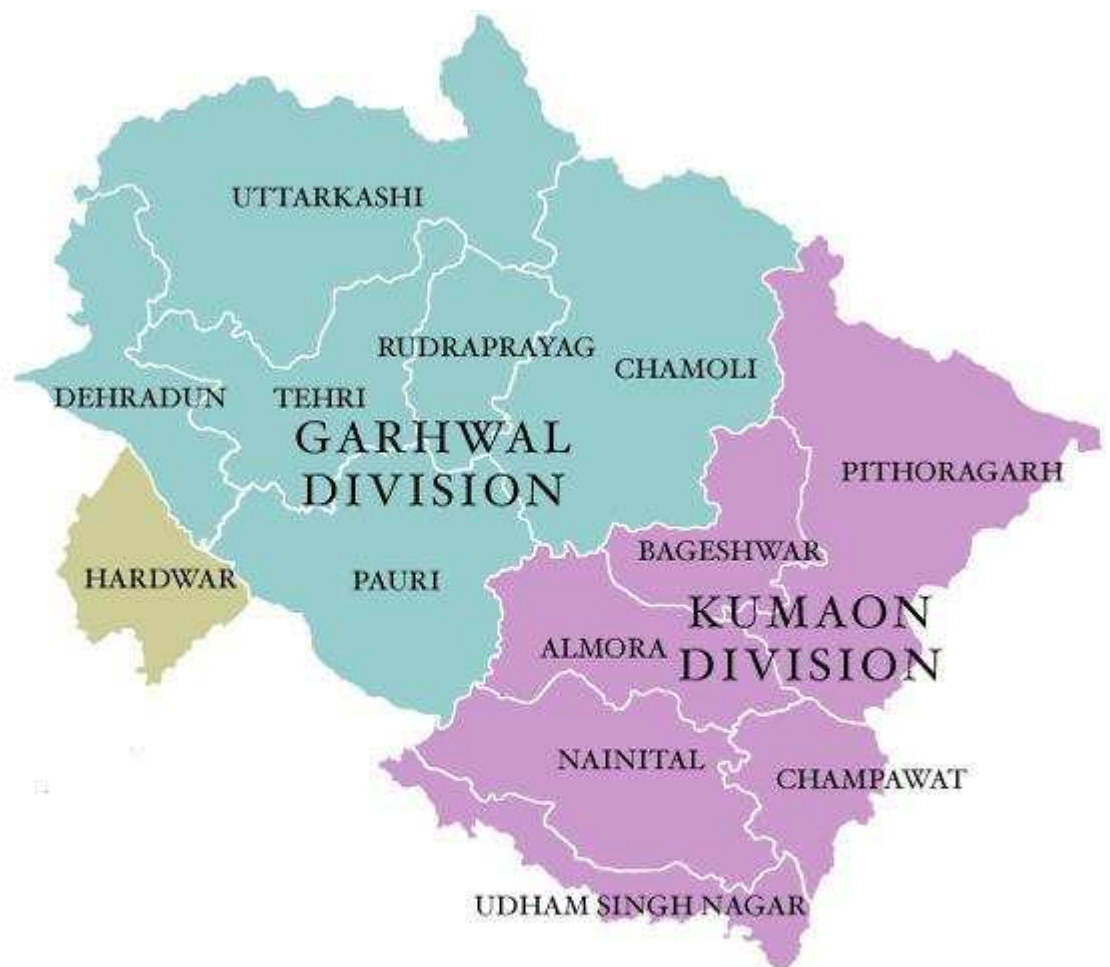 UTTARKASHI
RUDRAPRAYAG
CHAMOLI
DEHRADUN
TEHRI
GARHWAL
DIVISION
PITHORAGARH
HARDWAR
PAURI
BAGESHWAR
KUMAON
DIVISION
ALMORA
NAINITAL
CHAMPAWAT
UDHAM SINGH NAGAR